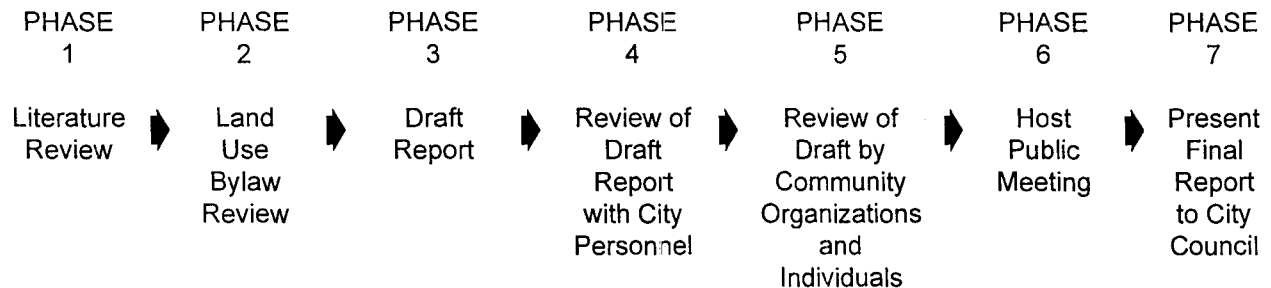 PHASE
1
Literature
Review
PHASE
2
Land
Use
Bylaw
Review
PHASE
3
Draft
Report
PHASE
4
Review of
Draft
Report
with City
Personnel
PHASE
5
Review of
Draft by
Community
Organizations
and
Individuals
PHASE
6
Host
Public
Meeting
PHASE
7
Present
Final
Report
to City
Council